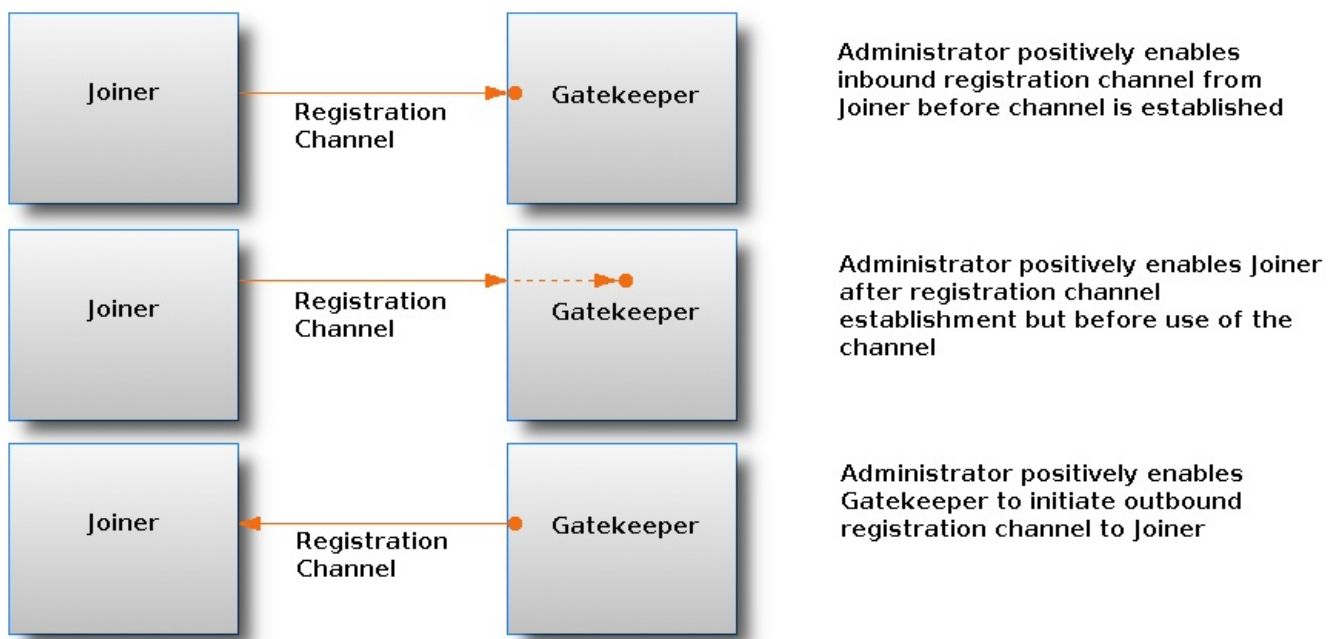 Joiner
Registration
Channel
Gatekeeper
Administrator positively enables
inbound registration channel from
Joiner before channel is established
Joiner
Registration
Channel
Gatekeeper
Administrator positively enables Joiner
after registration channel
establishment but before use of the
channel
Joiner
Registration
Channel
Gatekeeper
Administrator positively enables
Gatekeeper to initiate outbound
registration channel to Joiner